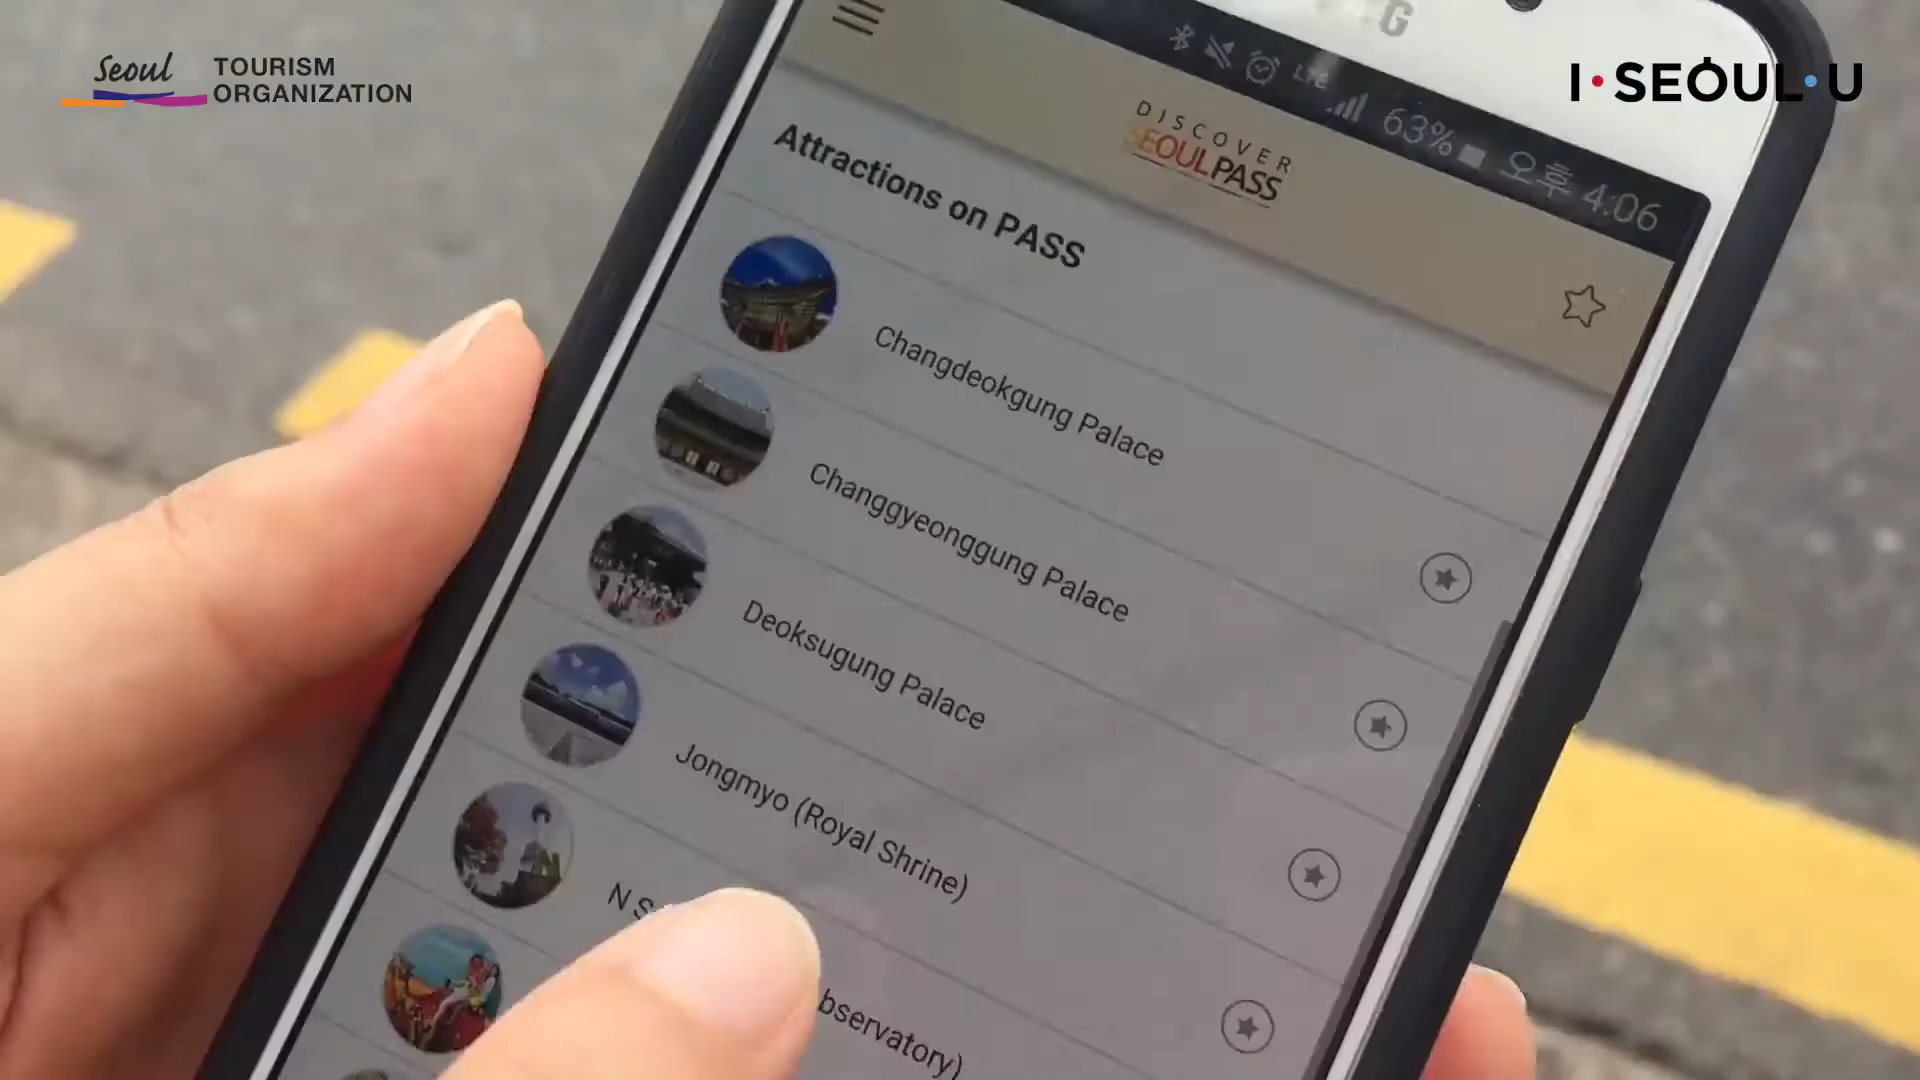 Seoul
TOURISM
ORGANIZATION
I·SEOUL·U
LTE
63%
오후 4:06
DISCOVER
SEOUL PASS
Attractions on PASS
Changdeokgung Palace
Changgyeonggung Palace
Deoksugung Palace
Jongmyo (Royal Shrine)
N